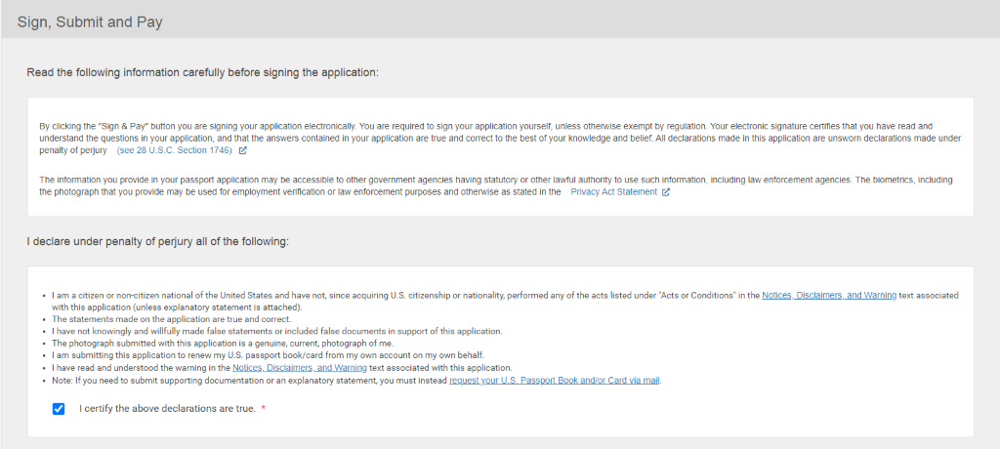 Sign, Submit and Pay
Read the following information carefully before signing the application:
By clicking the "Sign & Pay" button you are signing your application electronically. You are required to sign your application yourself, unless otherwise exempt by regulation. Your electronic signature certifies that you have read and
understand the questions in your application, and that the answers contained in your application are true and correct to the best of your knowledge and belief. All declarations made in this application are unsworn declarations made under
penalty of perjury (see 28 U.S.C. Section 1746)
The information you provide in your passport application may be accessible to other government agencies having statutory or other lawful authority to use such information, including law enforcement agencies. The biometrics, including
the photograph that you provide may be used for employment verification or law enforcement purposes and otherwise as stated in the Privacy Act Statement
I declare under penalty of perjury all of the following:
• I am a citizen or non-citizen national of the United States and have not, since acquiring U.S. citizenship or nationality, performed any of the acts listed under "Acts or Conditions" in the Notices, Disclaimers, and Warning text associated
with this application (unless explanatory statement is attached).
• The statements made on the application are true and correct.
• I have not knowingly and willfully made false statements or included false documents in support of this application.
• The photograph submitted with this application is a genuine, current, photograph of me.
• I am submitting this application to renew my U.S. passport book/card from my own account on my own behalf.
• I have read and understood the warning in the Notices, Disclaimers, and Warning text associated with this application.
• Note: If you need to submit supporting documentation or an explanatory statement, you must instead request your U.S. Passport Book and/or Card via mail.
I certify the above declarations are true. *